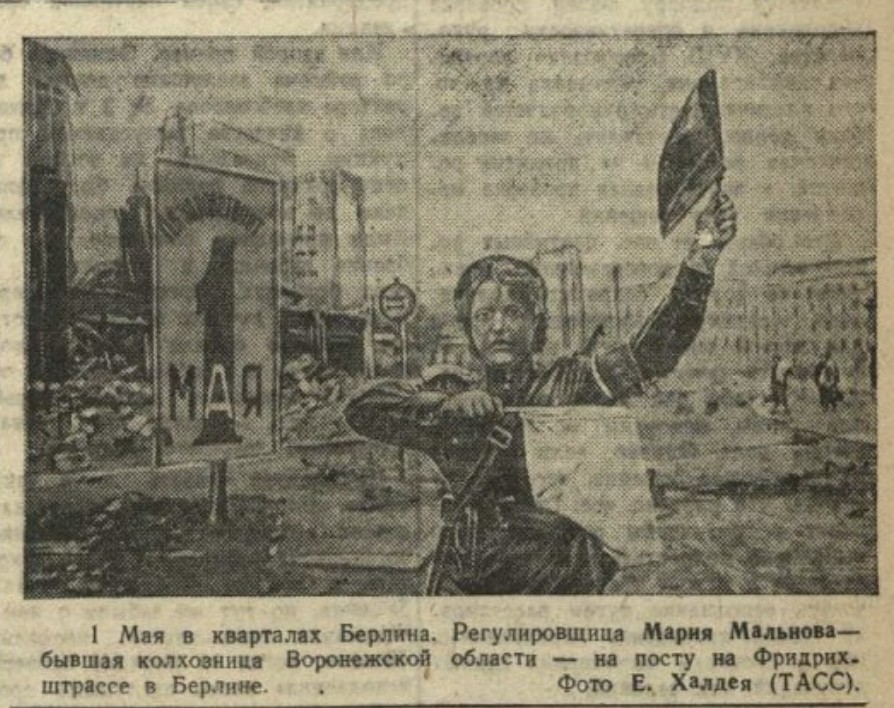 1
МАЯ
1 Мая в кварталах Берлина. Регулировщица Мария Мальнова—
бывшая колхозница Воронежской области — на посту на Фридрих-
штрассе в Берлине. Фото Е. Халдея (ТАСС).